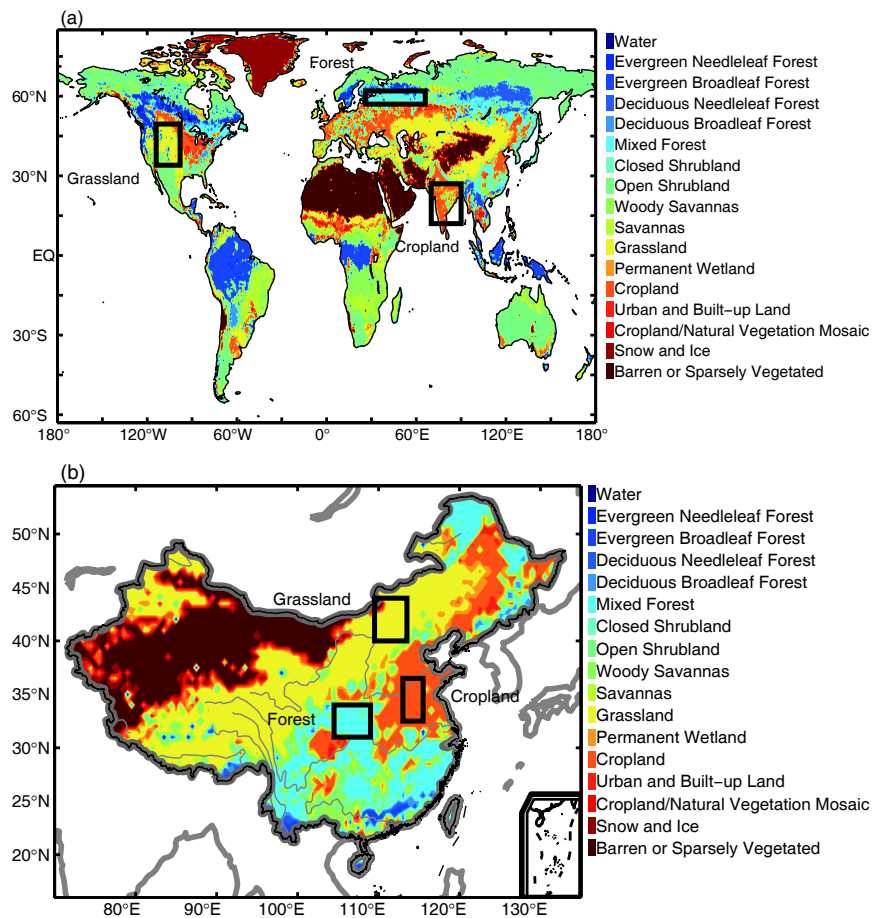 (a)
Forest
Grassland
Cropland
60°N
30°N
EQ
30°S
60°S
180°
120°W
60°W
0°
60°E
120°E
180°
Water
Evergreen Needleleaf Forest
Evergreen Broadleaf Forest
Deciduous Needleleaf Forest
Deciduous Broadleaf Forest
Mixed Forest
Closed Shrubland
Open Shrubland
Woody Savannas
Savannas
Grassland
Permanent Wetland
Cropland
Urban and Built−up Land
Cropland/Natural Vegetation Mosaic
Snow and Ice
Barren or Sparsely Vegetated
(b)
Grassland
Cropland
Forest
50°N
45°N
40°N
35°N
30°N
25°N
20°N
80°E
90°E
100°E
110°E
120°E
130°E
Water
Evergreen Needleleaf Forest
Evergreen Broadleaf Forest
Deciduous Needleleaf Forest
Deciduous Broadleaf Forest
Mixed Forest
Closed Shrubland
Open Shrubland
Woody Savannas
Savannas
Grassland
Permanent Wetland
Cropland
Urban and Built−up Land
Cropland/Natural Vegetation Mosaic
Snow and Ice
Barren or Sparsely Vegetated